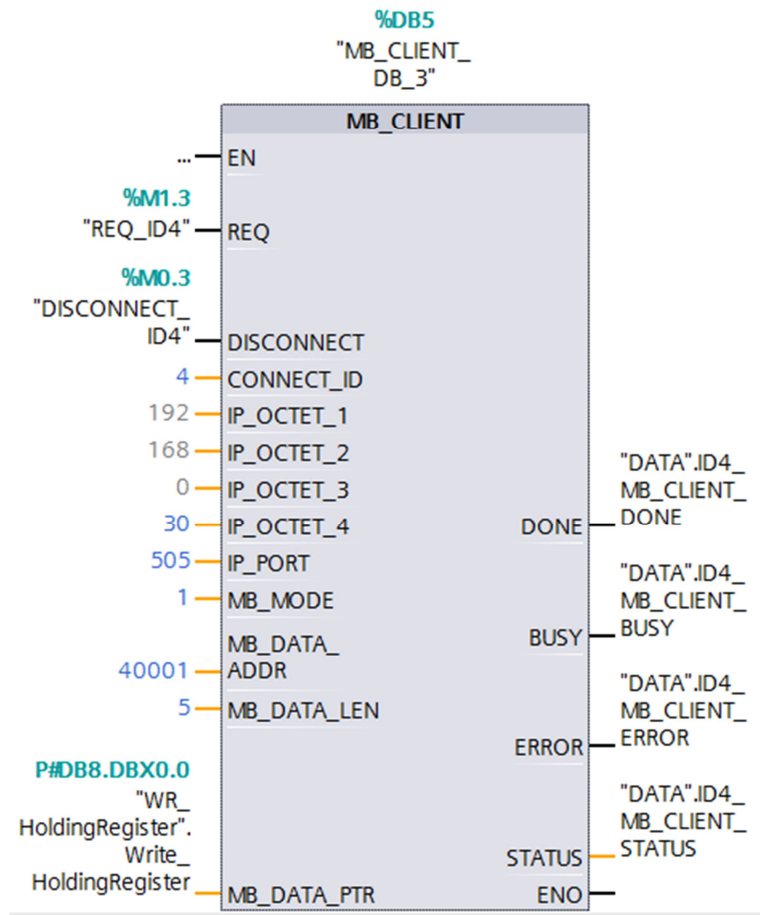 %DB5
"MB_CLIENT_
DB_3"
MB_CLIENT
...
EN
%M1.3
"REQ_ID4"
REQ
%M0.3
"DISCONNECT_
ID4"
DISCONNECT
4
CONNECT_ID
192
IP_OCTET_1
168
IP_OCTET_2
0
IP_OCTET_3
30
IP_OCTET_4
505
IP_PORT
1
MB_MODE
MB_DATA_
40001
ADDR
5
MB_DATA_LEN
P#DB8.DBX0.0
"WR_
HoldingRegister".
Write_
HoldingRegister
MB_DATA_PTR
"DATA".ID4_
MB_CLIENT_
DONE
DONE
"DATA".ID4_
MB_CLIENT_
BUSY
BUSY
"DATA".ID4_
MB_CLIENT_
ERROR
ERROR
"DATA".ID4_
MB_CLIENT_
STATUS
STATUS
ENO